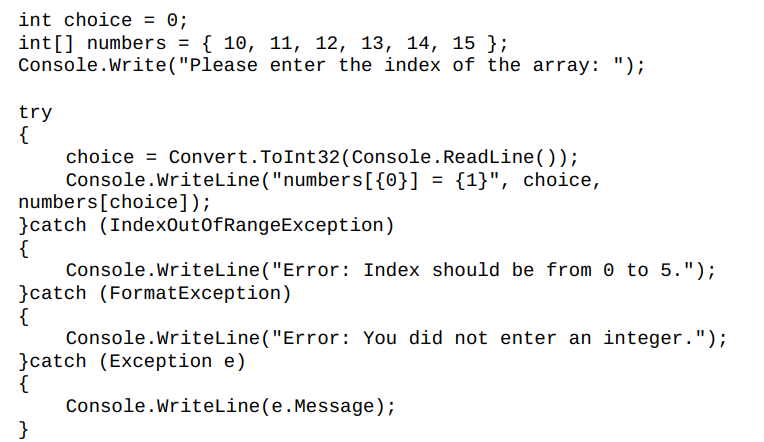 int choice = 0;
int[] numbers = { 10, 11, 12, 13, 14, 15 };
Console.Write("Please enter the index of the array: ");
try
{
choice = Convert.ToInt32(Console.ReadLine());
Console.WriteLine("numbers[{0}] = {1}", choice,
numbers[choice]);
}catch (IndexOutOfRangeException)
{
Console.WriteLine("Error: Index should be from 0 to 5.");
}catch (FormatException)
{
Console.WriteLine("Error: You did not enter an integer.");
}catch (Exception e)
{
Console.WriteLine(e.Message);
}